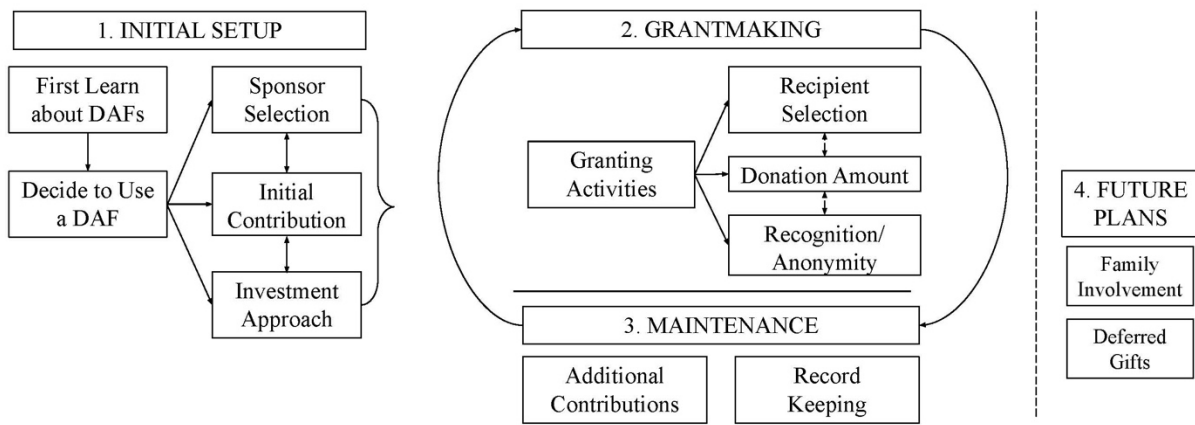 1. INITIAL SETUP
First Learn
about DAFs
Decide to Use
a DAF
Sponsor
Selection
Initial
Contribution
Investment
Approach
2. GRANTMAKING
Granting
Activities
Recipient
Selection
Donation Amount
Recognition/
Anonymity
3. MAINTENANCE
Additional
Contributions
Record
Keeping
4. FUTURE
PLANS
Family
Involvement
Deferred
Gifts